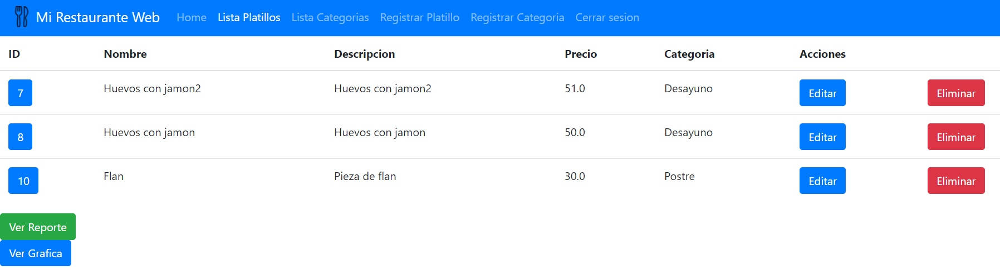 Mi Restaurante Web Home Lista Platillos Lista Categorias Registrar Platillo Registrar Categoria Cerrar sesion
ID Nombre Descripcion Precio Categoria Acciones
7 Huevos con jamon2 Huevos con jamon2 51.0 Desayuno Editar Eliminar
8 Huevos con jamon Huevos con jamon 50.0 Desayuno Editar Eliminar
10 Flan Pieza de flan 30.0 Postre Editar Eliminar
Ver Reporte
Ver Grafica